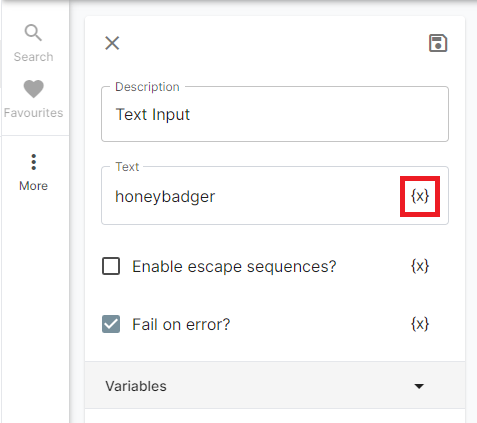 Search
Favourites
More
Description
Text Input
Text
honeybadger {x}
Enable escape sequences? {x}
Fail on error? {x}
Variables